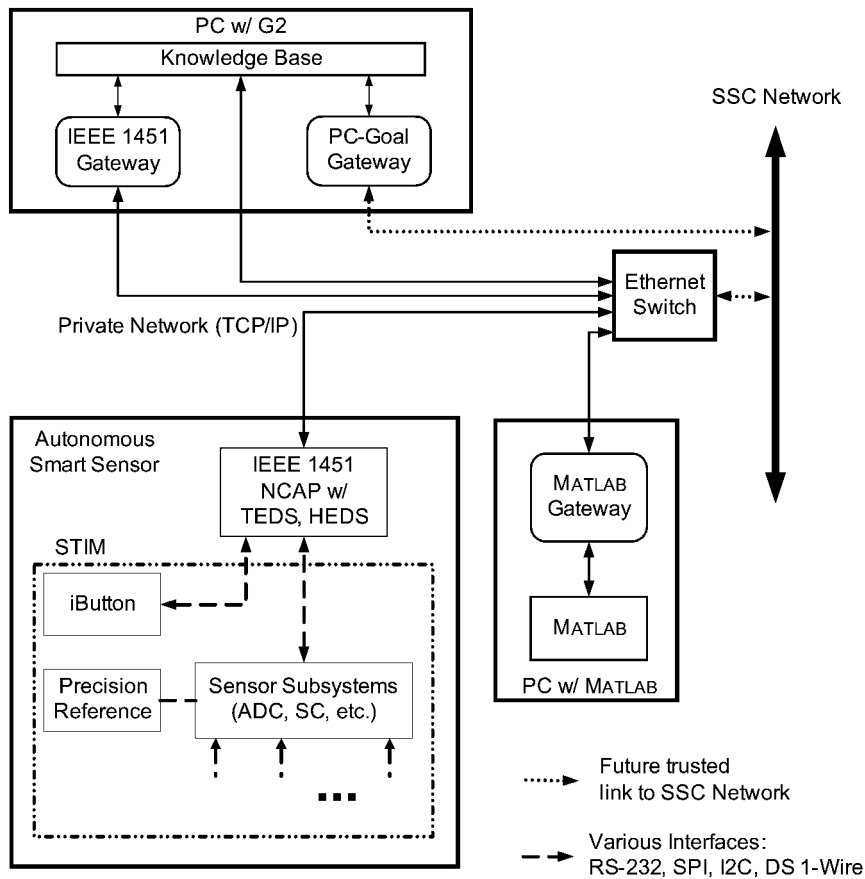 PC w/ G2
Knowledge Base
IEEE 1451
Gateway
PC-Goal
Gateway
SSC Network
Ethernet
Switch
Private Network (TCP/IP)
Autonomous
Smart Sensor
IEEE 1451
NCAP w/
TEDS, HEDS
STIM
iButton
Precision
Reference
Sensor Subsystems
(ADC, SC, etc.)
...
MATLAB
Gateway
MATLAB
PC w/ MATLAB
Future trusted
link to SSC Network
Various Interfaces:
RS-232, SPI, I2C, DS 1-Wire